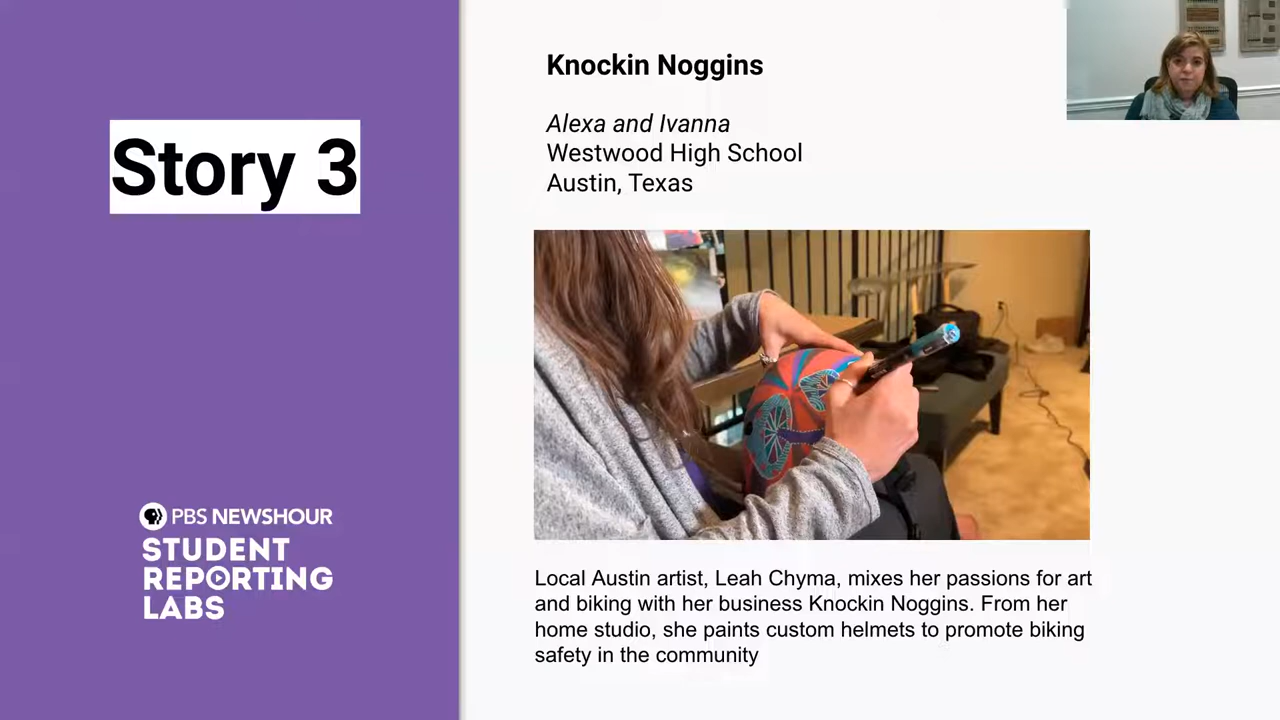 Story 3
PBS NEWSHOUR
STUDENT
REPORTING
LABS
Knockin Noggins
Alexa and Ivanna
Westwood High School
Austin, Texas
Local Austin artist, Leah Chyma, mixes her passions for art
and biking with her business Knockin Noggins. From her
home studio, she paints custom helmets to promote biking
safety in the community